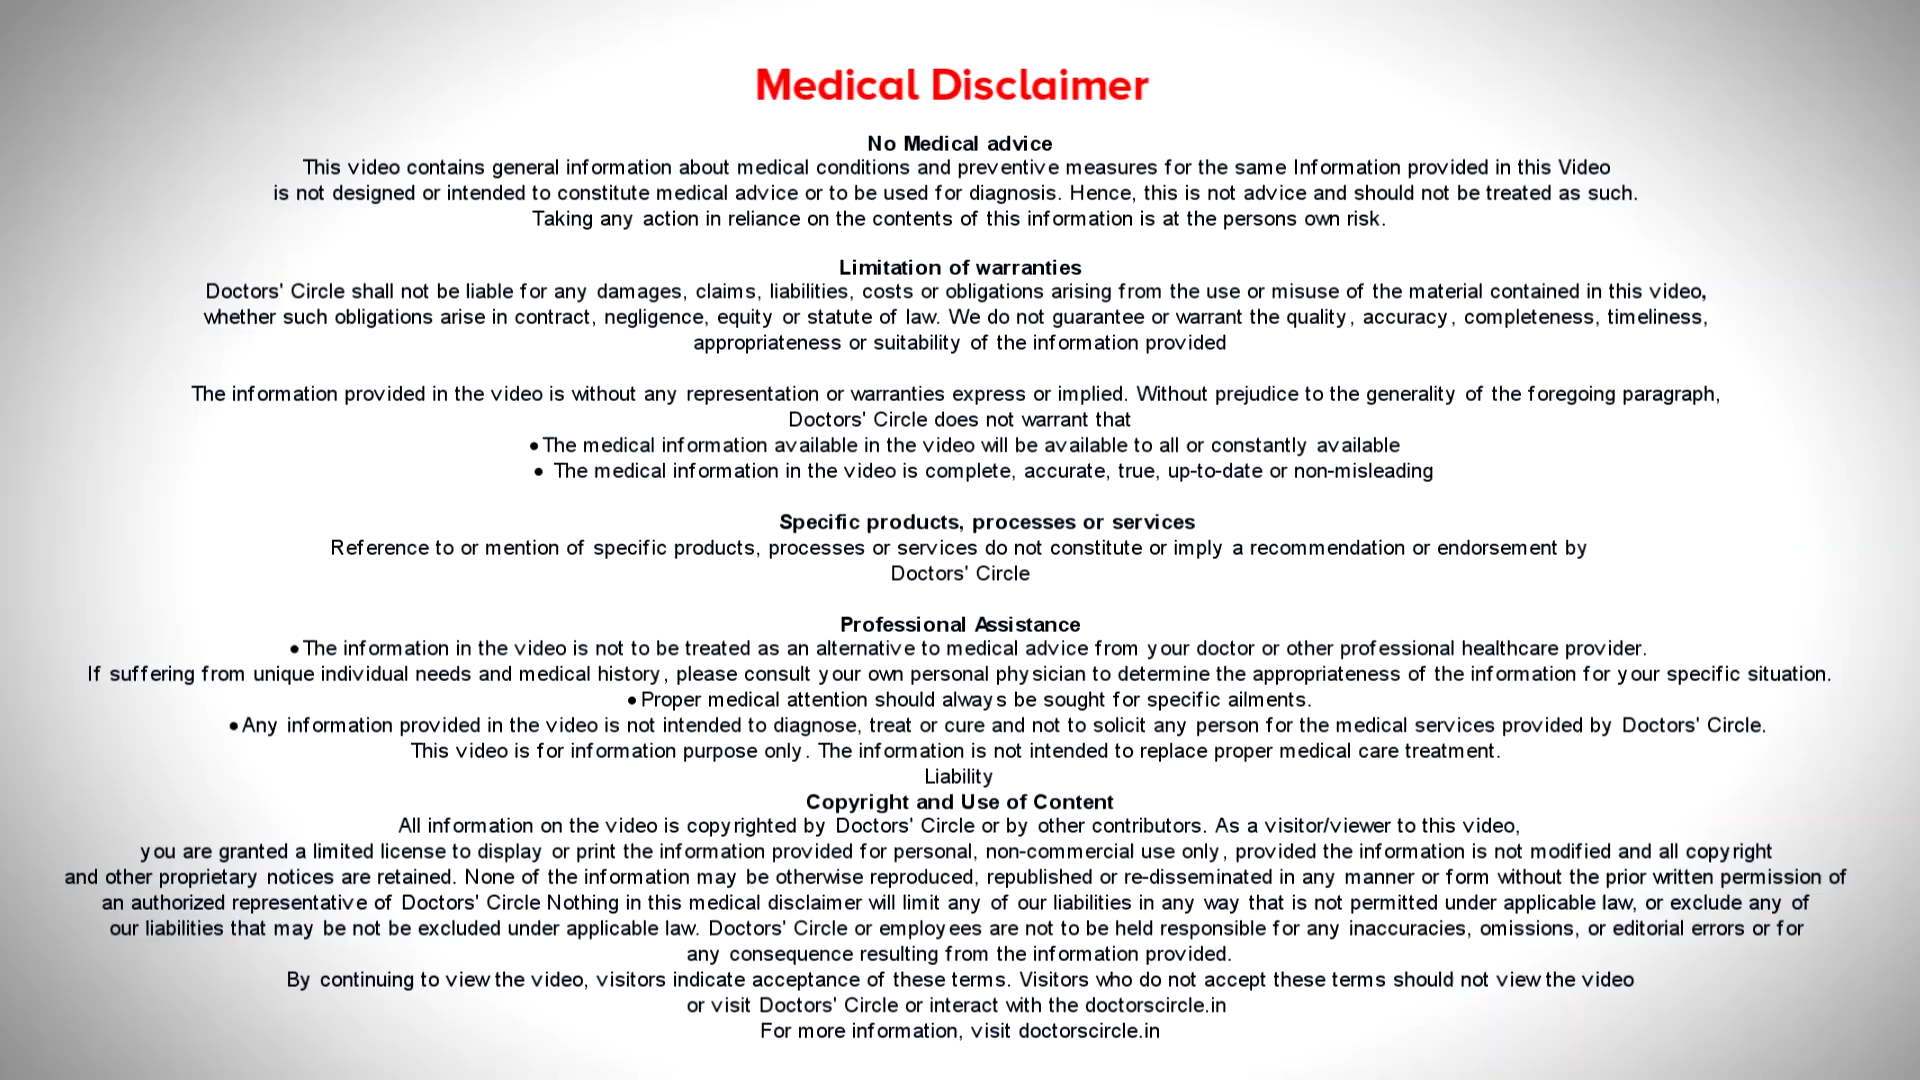 Medical Disclaimer
No Medical advice
This video contains general information about medical conditions and preventive measures for the same Information provided in this Video
is not designed or intended to constitute medical advice or to be used for diagnosis. Hence, this is not advice and should not be treated as such.
Taking any action in reliance on the contents of this information is at the persons own risk.
Limitation of warranties
Doctors' Circle shall not be liable for any damages, claims, liabilities, costs or obligations arising from the use or misuse of the material contained in this video,
whether such obligations arise in contract, negligence, equity or statute of law. We do not guarantee or warrant the quality, accuracy, completeness, timeliness,
appropriateness or suitability of the information provided
The information provided in the video is without any representation or warranties express or implied. Without prejudice to the generality of the foregoing paragraph,
Doctors' Circle does not warrant that
• The medical information available in the video will be available to all or constantly available
• The medical information in the video is complete, accurate, true, up-to-date or non-misleading
Specific products, processes or services
Reference to or mention of specific products, processes or services do not constitute or imply a recommendation or endorsement by
Doctors' Circle
Professional Assistance
• The information in the video is not to be treated as an alternative to medical advice from your doctor or other professional healthcare provider.
If suffering from unique individual needs and medical history, please consult your own personal physician to determine the appropriateness of the information for your specific situation.
• Proper medical attention should always be sought for specific ailments.
• Any information provided in the video is not intended to diagnose, treat or cure and not to solicit any person for the medical services provided by Doctors' Circle.
This video is for information purpose only. The information is not intended to replace proper medical care treatment.
Liability
Copyright and Use of Content
All information on the video is copyrighted by Doctors' Circle or by other contributors. As a visitor/viewer to this video,
you are granted a limited license to display or print the information provided for personal, non-commercial use only, provided the information is not modified and all copyright
and other proprietary notices are retained. None of the information may be otherwise reproduced, republished or re-disseminated in any manner or form without the prior written permission of
an authorized representative of Doctors' Circle Nothing in this medical disclaimer will limit any of our liabilities in any way that is not permitted under applicable law, or exclude any of
our liabilities that may be not be excluded under applicable law. Doctors' Circle or employees are not to be held responsible for any inaccuracies, omissions, or editorial errors or for
any consequence resulting from the information provided.
By continuing to view the video, visitors indicate acceptance of these terms. Visitors who do not accept these terms should not view the video
or visit Doctors' Circle or interact with the doctorscircle.in
For more information, visit doctorscircle.in